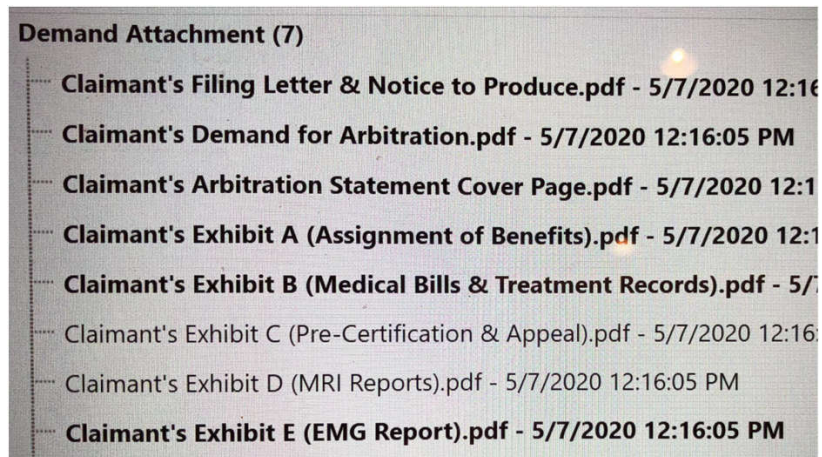 Demand Attachment (7)
Claimant's Filing Letter & Notice to Produce.pdf - 5/7/2020 12:16
Claimant's Demand for Arbitration.pdf - 5/7/2020 12:16:05 PM
Claimant's Arbitration Statement Cover Page.pdf - 5/7/2020 12:1
Claimant's Exhibit A (Assignment of Benefits).pdf - 5/7/2020 12:1
Claimant's Exhibit B (Medical Bills & Treatment Records).pdf - 5/7
Claimant's Exhibit C (Pre-Certification & Appeal).pdf - 5/7/2020 12:16:
Claimant's Exhibit D (MRI Reports).pdf - 5/7/2020 12:16:05 PM
Claimant's Exhibit E (EMG Report).pdf - 5/7/2020 12:16:05 PM